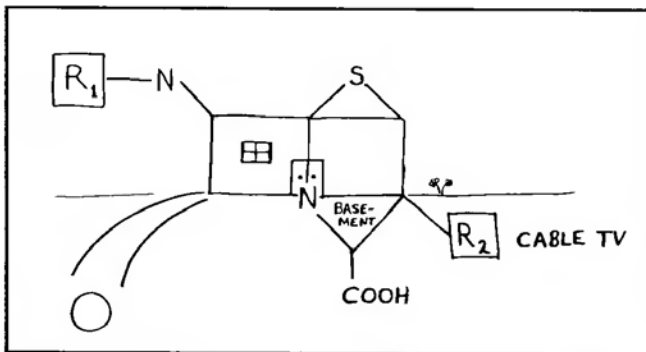 R1 N S
N
BASE-
MENT
R2 CABLE TV
COOH